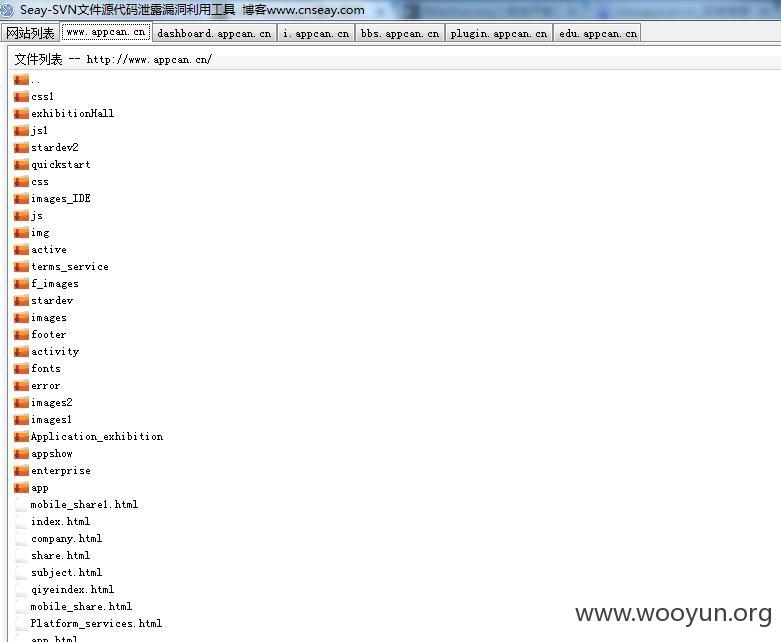 Seay-SVN文件源代码泄露漏洞利用工具 博客www.cnseay.com
网站列表 www.appcan.cn dashboard.appcan.cn i.appcan.cn bbs.appcan.cn plugin.appcan.cn edu.appcan.cn
文件列表 -- http://www.appcan.cn/
..
css1
exhibitionHall
js1
stardev2
quickstart
css
images_IDE
js
img
active
terms_service
f_images
stardev
images
footer
activity
fonts
error
images2
images1
Application_exhibition
appshow
enterprise
app
mobile_share1.html
index.html
company.html
share.html
subject.html
qiyeindex.html
mobile_share.html
Platform_services.html
app.html
www.wooyun.org